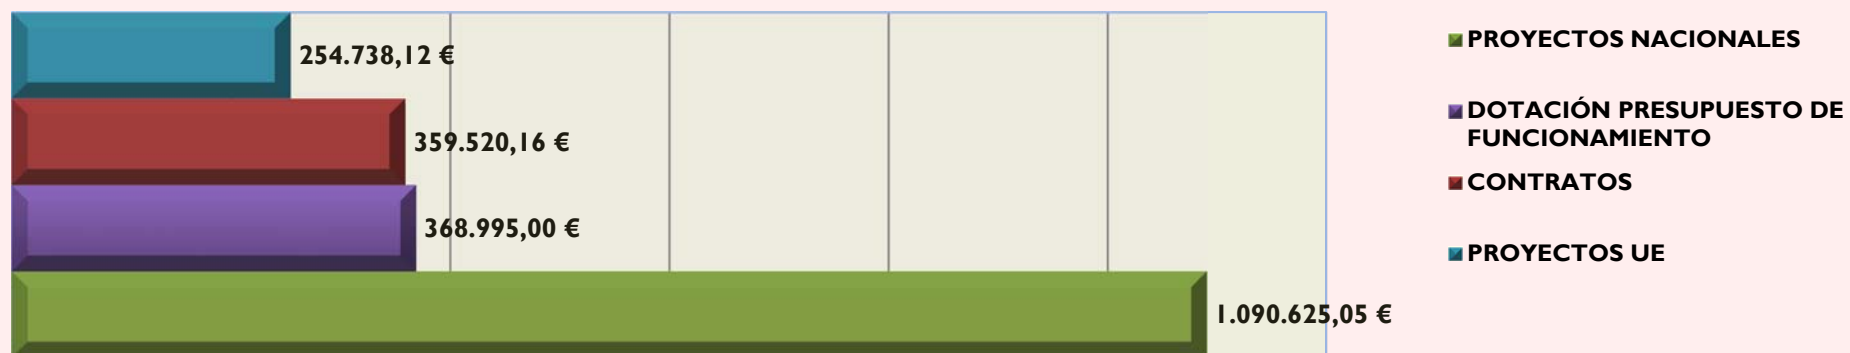 254.738,12 €
359.520,16 €
368.995,00 €
1.090.625,05 €
PROYECTOS NACIONALES
DOTACIÓN PRESUPUESTO DE
FUNCIONAMIENTO
CONTRATOS
PROYECTOS UE